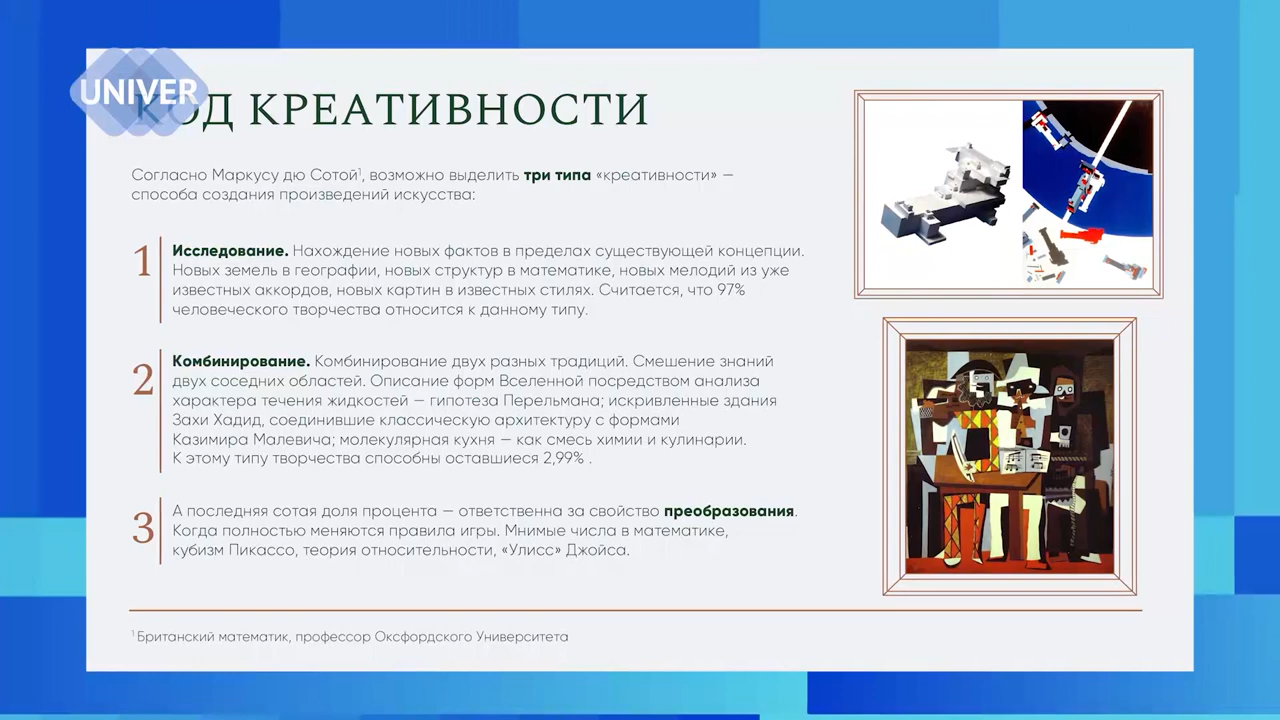 UNIVER
КОД КРЕАТИВНОСТИ
Согласно Маркусу дю Сотой¹, возможно выделить три типа «креативности» —
способа создания произведений искусства:
1
Исследование. Нахождение новых фактов в пределах существующей концепции.
Новых земель в географии, новых структур в математике, новых мелодий из уже
известных аккордов, новых картин в известных стилях. Считается, что 97%
человеческого творчества относится к данному типу.
2
Комбинирование. Комбинирование двух разных традиций. Смешение знаний
двух соседних областей. Описание форм Вселенной посредством анализа
характера течения жидкостей — гипотеза Перельмана; искривленные здания
Захи Хадид, соединившие классическую архитектуру с формами
Казимира Малевича; молекулярная кухня — как смесь химии и кулинарии.
К этому типу творчества способны оставшиеся 2,99% .
3
А последняя сотая доля процента — ответственна за свойство преобразования.
Когда полностью меняются правила игры. Мнимые числа в математике,
кубизм Пикассо, теория относительности, «Улисс» Джойса.
¹ Британский математик, профессор Оксфордского Университета